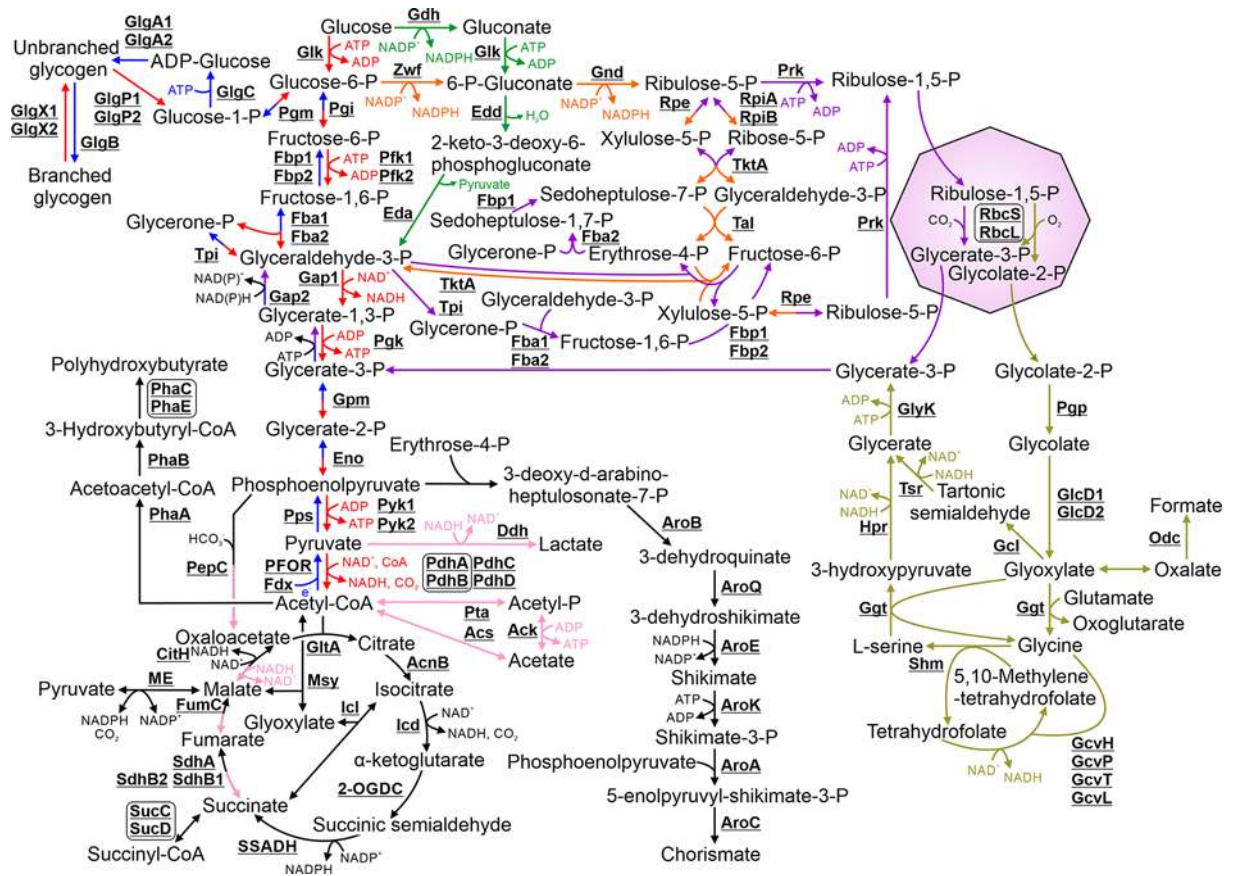 GlgA1
GlgA2
Unbranched
glycogen
ADP-Glucose
GlgX1
GlgX2
GlgP1
GlgP2
ATP
GlgC
Glucose-1-P
GlgB
Branched
glycogen
Glucose
Gdh
NADP+
NADPH
Gluconate
Glk
ATP
ADP
Glk
ATP
ADP
Glucose-6-P
Zwf
NADP+
NADPH
6-P-Gluconate
Gnd
NADP+
NADPH
Ribulose-5-P
Prk
ATP
ADP
Ribulose-1,5-P
Pgm
Pgi
Edd
H2O
Rpe
RpiA
RpiB
Fructose-6-P
2-keto-3-deoxy-6-
phosphogluconate
Xylulose-5-P
Ribose-5-P
TktA
Fbp1
Fbp2
ATP
ADP
Pfk1
Pfk2
Pyruvate
Eda
Fructose-1,6-P
Fbp1
Sedoheptulose-7-P
Glyceraldehyde-3-P
Sedoheptulose-1,7-P
Tal
Glycerone-P
Fba1
Fba2
Fba2
Glycerone-P
Erythrose-4-P
Fructose-6-P
ADP
ATP
Prk
Ribulose-1,5-P
CO2
RbcS
RbcL
O2
Glycerate-3-P
Glycolate-2-P
Tpi
Glyceraldehyde-3-P
NAD(P)+
NAD(P)H
Gap2
Gap1
NAD+
NADH
TktA
Tpi
Glyceraldehyde-3-P
Rpe
Glycerate-1,3-P
Glycerone-P
Xylulose-5-P
Ribulose-5-P
Fba1
Fba2
Fructose-1,6-P
Fbp1
Fbp2
ADP
ATP
ADP
ATP
Pgk
Glycerate-3-P
Glycerate-3-P
Glycolate-2-P
Polyhydroxybutyrate
PhaC
PhaE
3-Hydroxybutyryl-CoA
PhaB
Acetoacetyl-CoA
PhaA
Gpm
Glycerate-2-P
Eno
Phosphoenolpyruvate
Erythrose-4-P
3-deoxy-d-arabino-
heptulosonate-7-P
Pps
ADP
ATP
Pyk1
Pyk2
HCO3-
PepC
Pyruvate
NADH
NAD+
Ddh
Lactate
PFOR
Fdx
e-
NAD+, CoA
NADH, CO2
PdhA
PdhB
PdhC
PdhD
Acetyl-CoA
Acetyl-P
Pta
Acs
Ack
ADP
ATP
Acetate
Oxaloacetate
CitH
NADH
NAD+
NADH
NAD+
GltA
Citrate
AcnB
Isocitrate
Pyruvate
ME
NADPH
CO2
NADP+
Malate
Msy
FumC
Glyoxylate
Icl
Icd
NAD+
NADH, CO2
Fumarate
SdhA
SdhB2
SdhB1
α-ketoglutarate
2-OGDC
Succinate
SucC
SucD
Succinyl-CoA
Succinic semialdehyde
SSADH
NADPH
NADP+
AroB
3-dehydroquinate
AroQ
3-dehydroshikimate
NADPH
NADP+
AroE
Shikimate
ATP
ADP
AroK
Shikimate-3-P
Phosphoenolpyruvate
AroA
5-enolpyruvyl-shikimate-3-P
AroC
Chorismate
ADP
ATP
GlyK
Glycerate
Pgp
Glycolate
NAD+
NADH
Hpr
NAD+
NADH
Tsr
Tartonic
semialdehyde
GlcD1
GlcD2
Formate
Odc
Oxalate
Gcl
3-hydroxypyruvate
Glyoxylate
Ggt
Ggt
Glutamate
Oxoglutarate
L-serine
Shm
Glycine
5,10-Methylene
-tetrahydrofolate
Tetrahydrofolate
NAD+
NADH
GcvH
GcvP
GcvT
GcvL